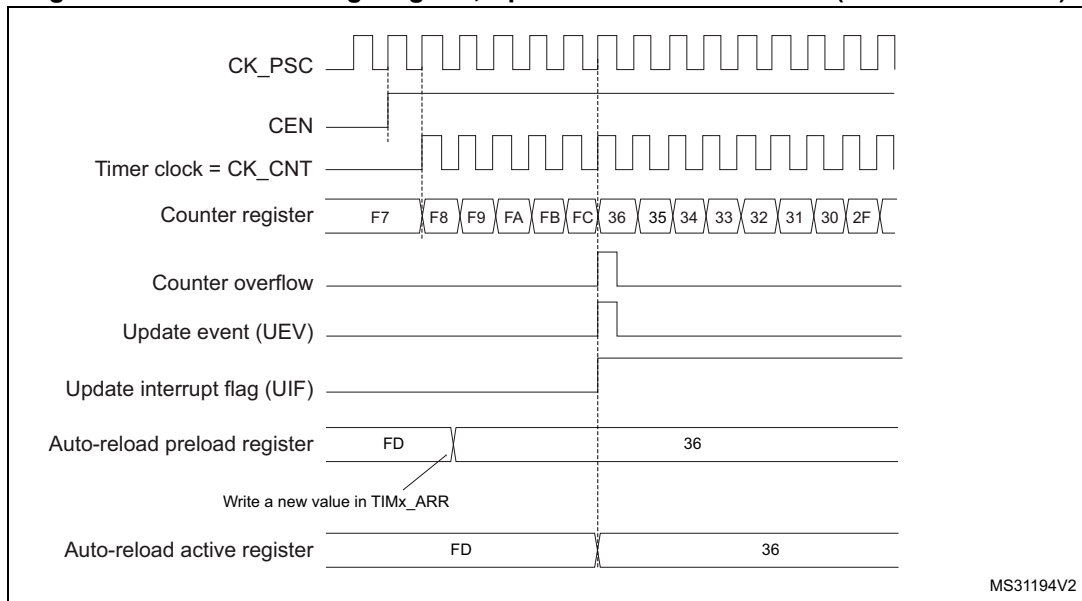 CK_PSC
CEN
Timer clock = CK_CNT
Counter register F7 F8 F9 FA FB FC 36 35 34 33 32 31 30 2F
Counter overflow
Update event (UEV)
Update interrupt flag (UIF)
Auto-reload preload register FD 36
Write a new value in TIMx_ARR
Auto-reload active register FD 36
MS31194V2